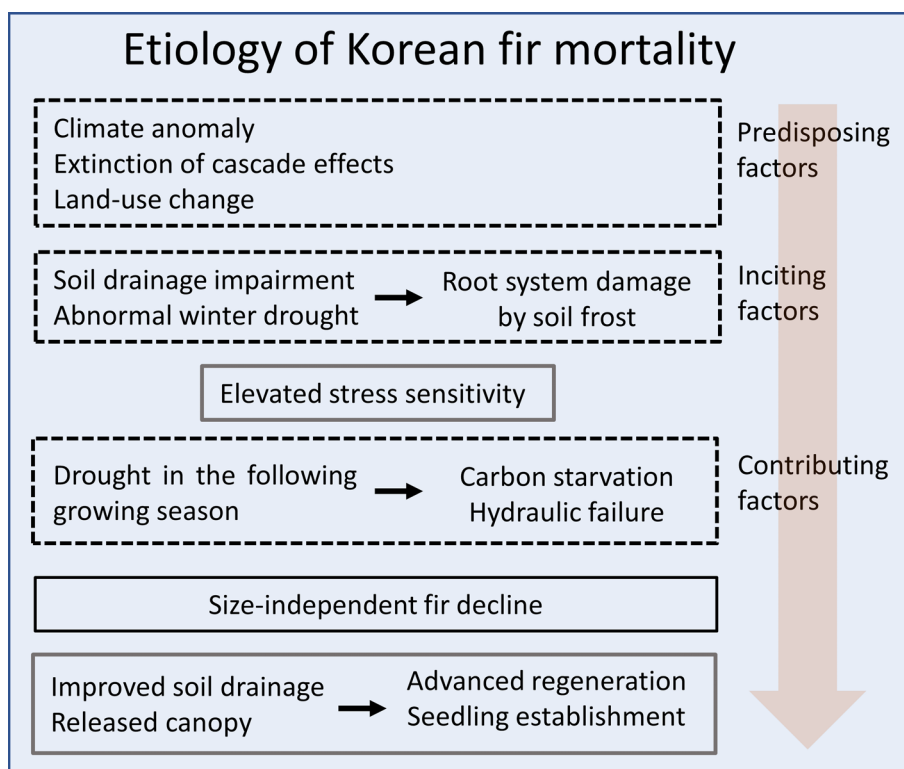 Etiology of Korean fir mortality
Climate anomaly
Extinction of cascade effects
Land-use change
Predisposing
factors
Soil drainage impairment
Abnormal winter drought
Root system damage
by soil frost
Inciting
factors
Elevated stress sensitivity
Drought in the following
growing season
Carbon starvation
Hydraulic failure
Contributing
factors
Size-independent fir decline
Improved soil drainage
Released canopy
Advanced regeneration
Seedling establishment